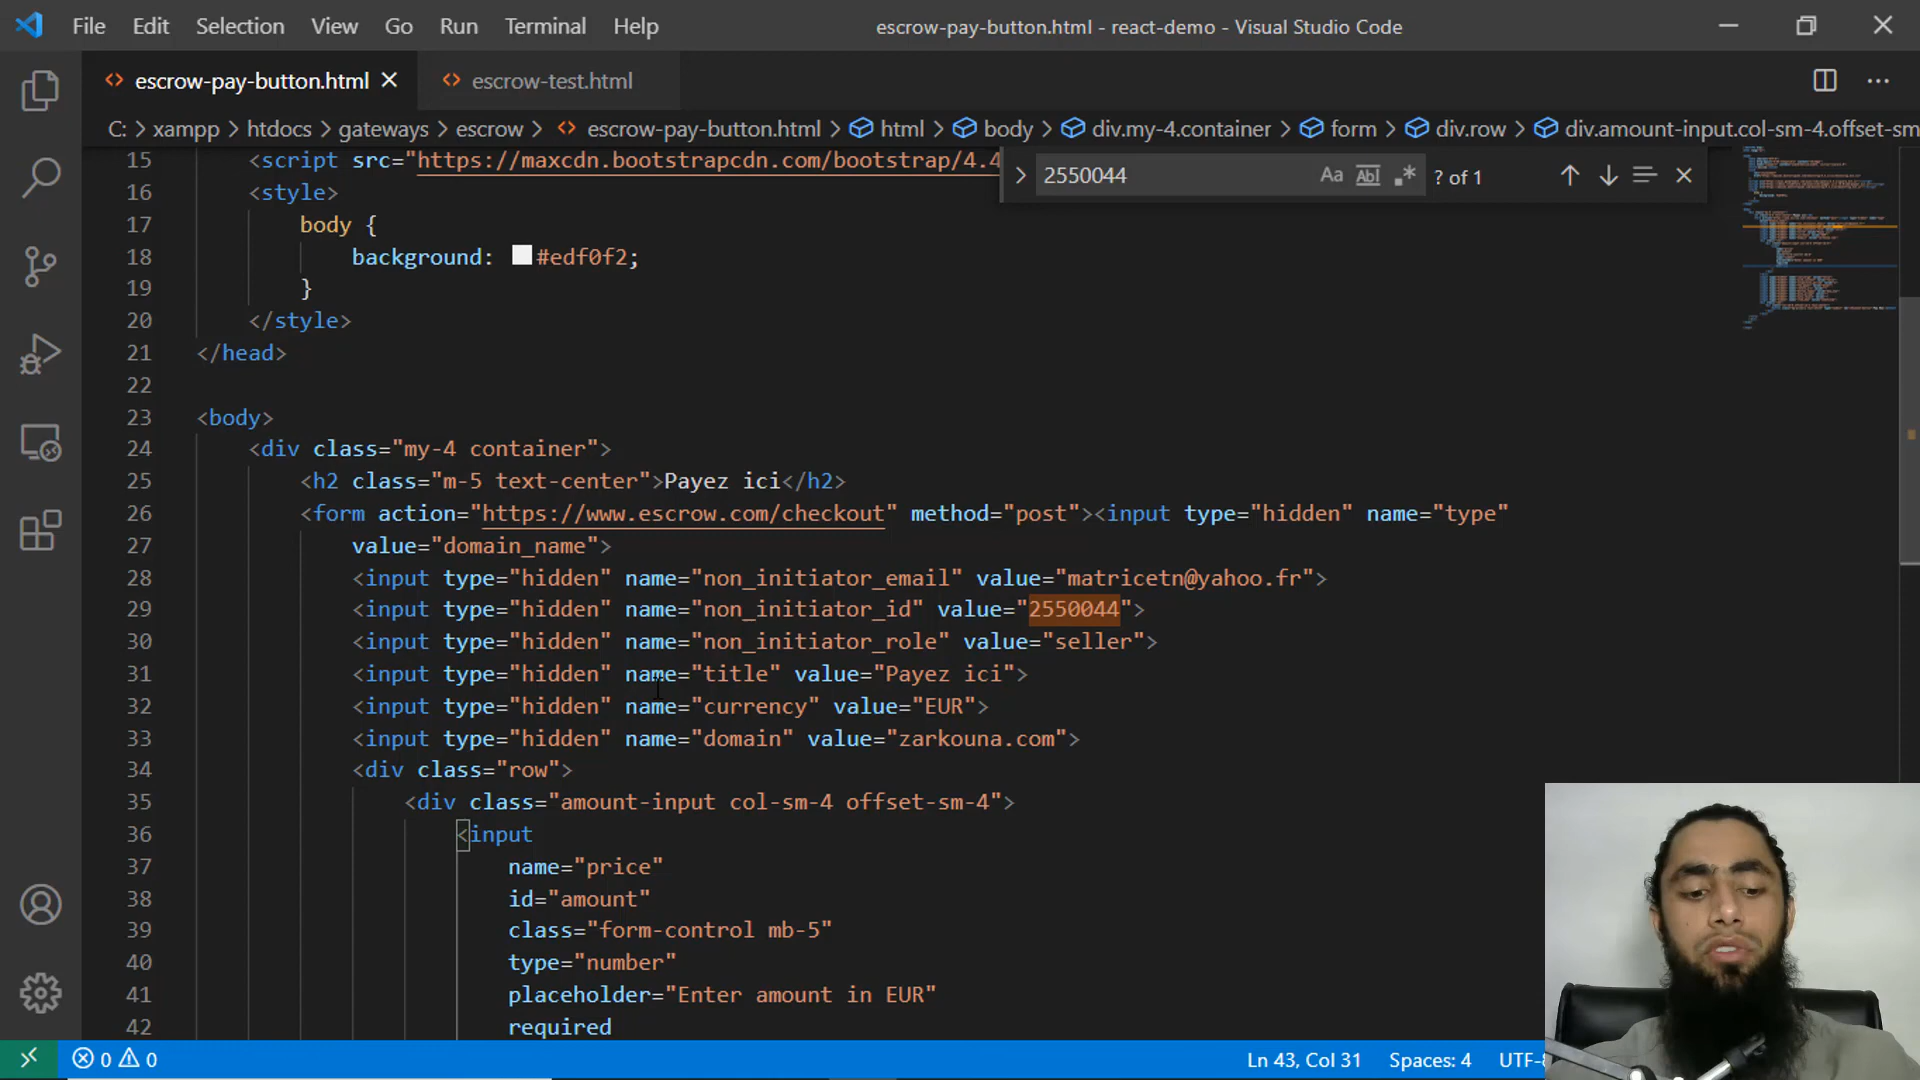 File Edit Selection View Go Run Terminal Help escrow-pay-button.html - react-demo - Visual Studio Code
escrow-pay-button.html escrow-test.html
C: > xampp > htdocs > gateways > escrow > escrow-pay-button.html > html > body > div.my-4.container > form > div.row > div.amount-input.col-sm-4.offset-sm-
2550044 Aa Abl .* ? of 1
15 <script src="https://maxcdn.bootstrapcdn.com/bootstrap/4.4
16 <style>
17 body {
18 background: #edf0f2;
19 }
20 </style>
21 </head>
22
23 <body>
24 <div class="my-4 container">
25 <h2 class="m-5 text-center">Payez ici</h2>
26 <form action="https://www.escrow.com/checkout" method="post"><input type="hidden" name="type"
27 value="domain_name">
28 <input type="hidden" name="non_initiator_email" value="matricetn@yahoo.fr">
29 <input type="hidden" name="non_initiator_id" value="2550044">
30 <input type="hidden" name="non_initiator_role" value="seller">
31 <input type="hidden" name="title" value="Payez ici">
32 <input type="hidden" name="currency" value="EUR">
33 <input type="hidden" name="domain" value="zarkouna.com">
34 <div class="row">
35 <div class="amount-input col-sm-4 offset-sm-4">
36 <input
37 name="price"
38 id="amount"
39 class="form-control mb-5"
40 type="number"
41 placeholder="Enter amount in EUR"
42 required
0 0 Ln 43, Col 31 Spaces: 4 UTF-8